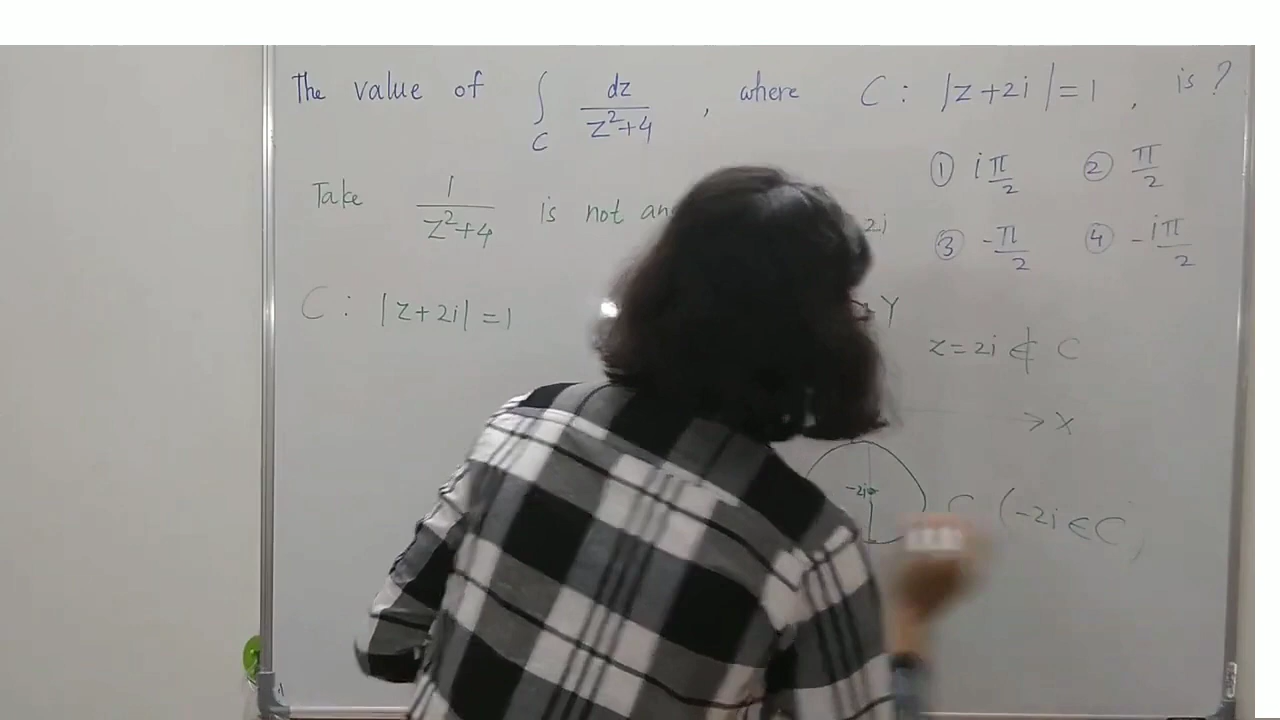 The value of ∫_C dz/(z²+4) , where C : |z+2i|=1 , is ?
① iπ/2 ② π/2
③ -π/2 ④ -iπ/2
Take 1/(z²+4) is not 2i
C : |z+2i| =1
Y
z=2i ∉ C
→ X
-2i
C (-2i ∈ C)